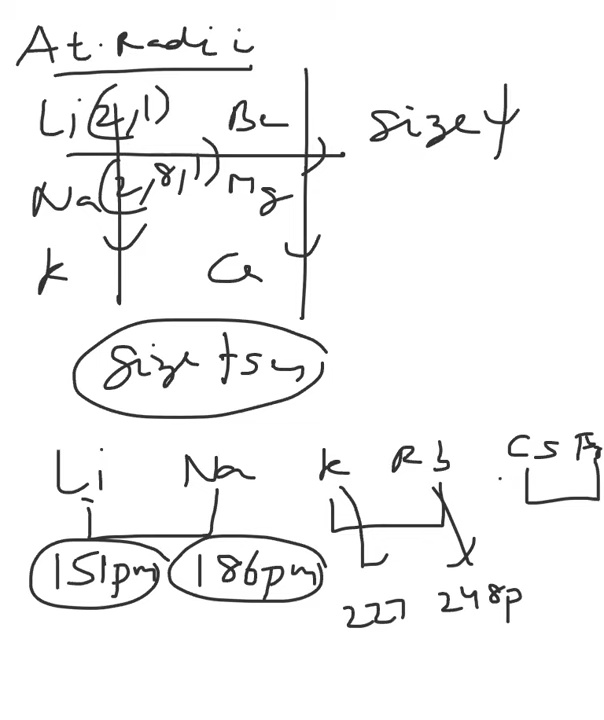 At. Radii
Li(2,1) Be size↓
Na(2,8,1) Mg
K Ca
size
Li Na K Rb Cs Fr
151pm 186pm 227 248p